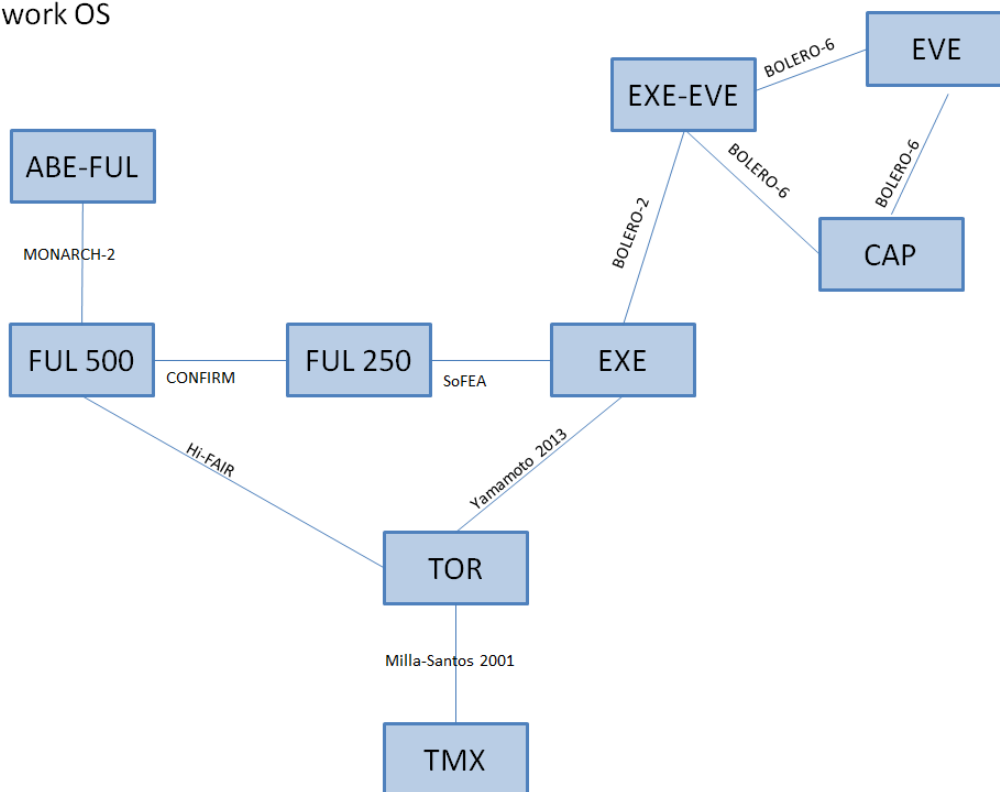 work OS
EVE
BOLERO-6
EXE-EVE
ABE-FUL
BOLERO-6
BOLERO-6
BOLERO-2
MONARCH-2
CAP
FUL 500
CONFIRM
FUL 250
SoFEA
EXE
Hi-FAIR
Yamamoto 2013
TOR
Milla-Santos 2001
TMX